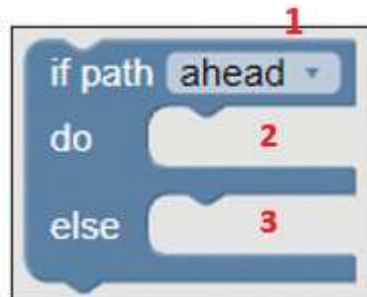 1
if path ahead
do 2
else 3